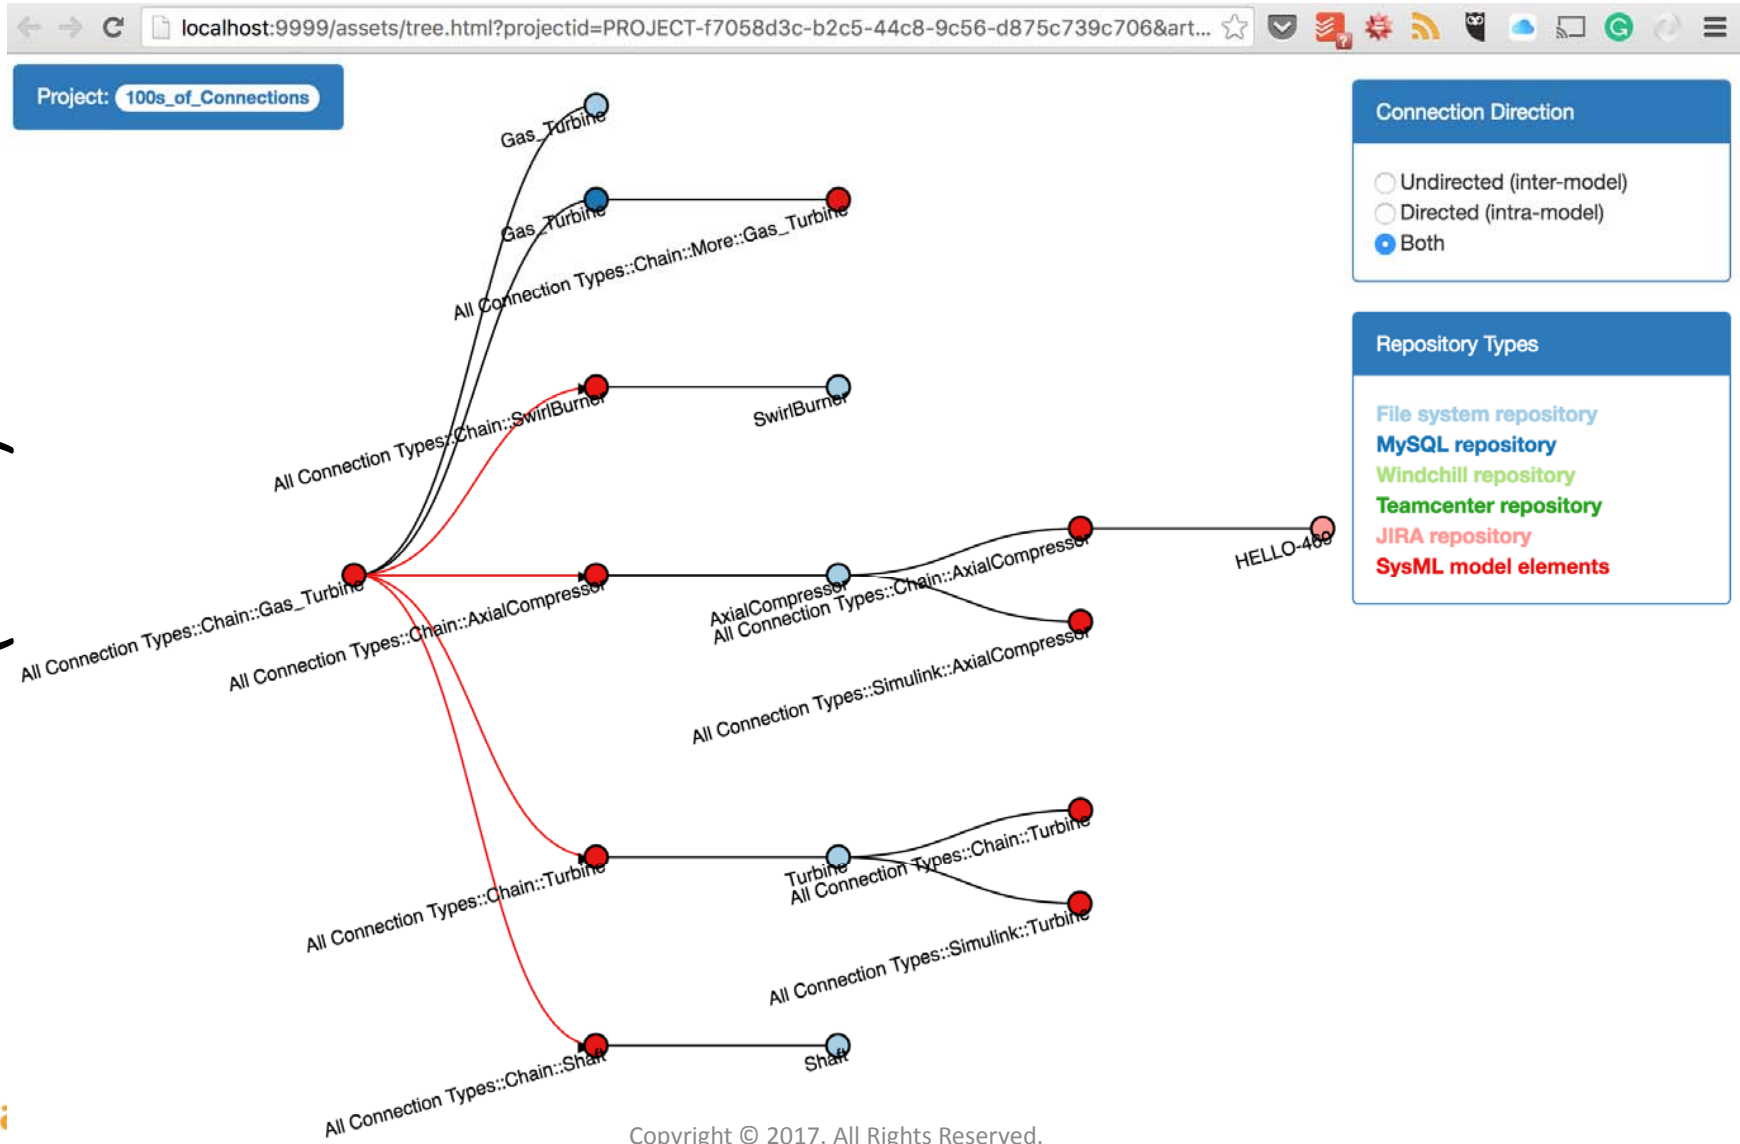 localhost:9999/assets/tree.html?projectid=PROJECT-f7058d3c-b2c5-44c8-9c56-d875c739c706&art...
Project: 100s_of_Connections
Connection Direction
Undirected (inter-model)
Directed (intra-model)
Both
Repository Types
File system repository
MySQL repository
Windchill repository
Teamcenter repository
JIRA repository
SysML model elements
Gas_Turbine
Gas_Turbine
All Connection Types::Chain::More::Gas_Turbine
All Connection Types::Chain::SwirlBurner
SwirlBurner
All Connection Types::Chain::Gas_Turbine
All Connection Types::Chain::AxialCompressor
AxialCompressor
All Connection Types::Chain::AxialCompressor
HELLO-469
All Connection Types::Simulink::AxialCompressor
All Connection Types::Chain::Turbine
Turbine
All Connection Types::Chain::Turbine
All Connection Types::Simulink::Turbine
All Connection Types::Chain::Shaft
Shaft
Copyright © 2017. All Rights Reserved.